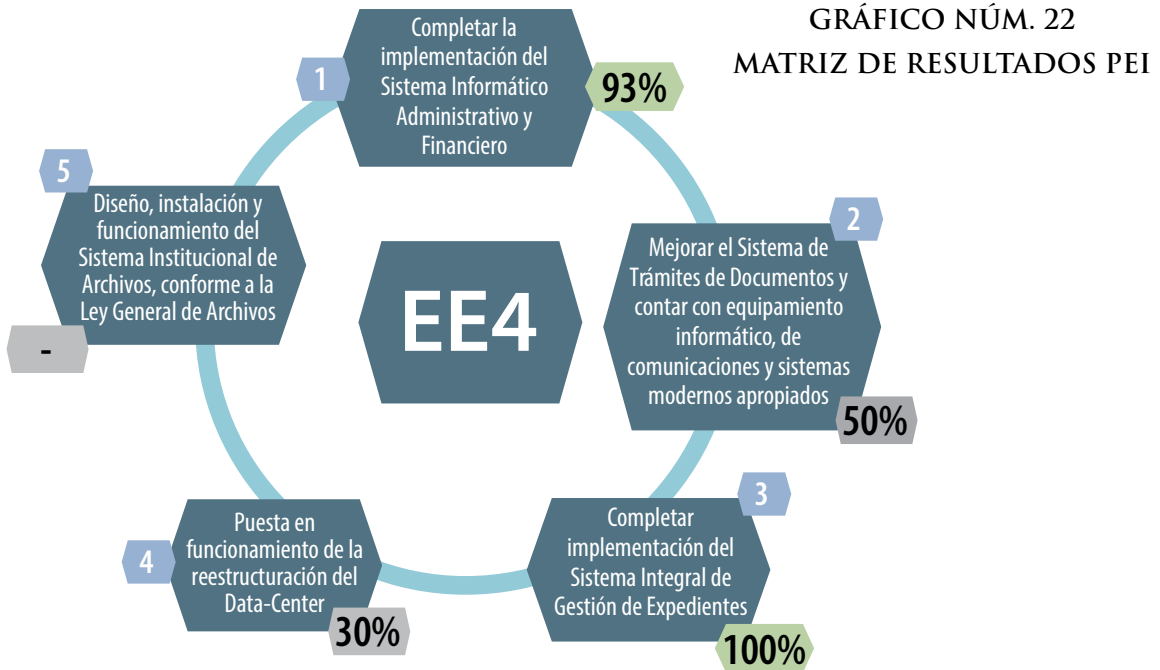 GRÁFICO NÚM. 22
MATRIZ DE RESULTADOS PEI
1
Completar la
implementación del
Sistema Informático
Administrativo y
Financiero
93%
2
Mejorar el Sistema de
Trámites de Documentos y
contar con equipamiento
informático, de
comunicaciones y sistemas
modernos apropiados
50%
3
Completar
implementación del
Sistema Integral de
Gestión de Expedientes
100%
4
Puesta en
funcionamiento de la
reestructuración del
Data-Center
30%
5
Diseño, instalación y
funcionamiento del
Sistema Institucional de
Archivos, conforme a la
Ley General de Archivos
-
EE4